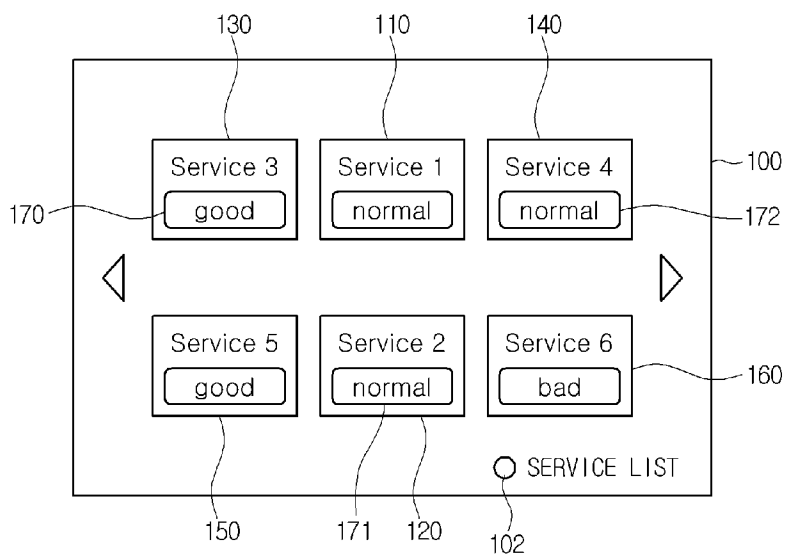 130 110 140
Service 3 Service 1 Service 4
100
170 good normal normal 172
Service 5 Service 2 Service 6
good normal bad 160
SERVICE LIST
150 171 120 102